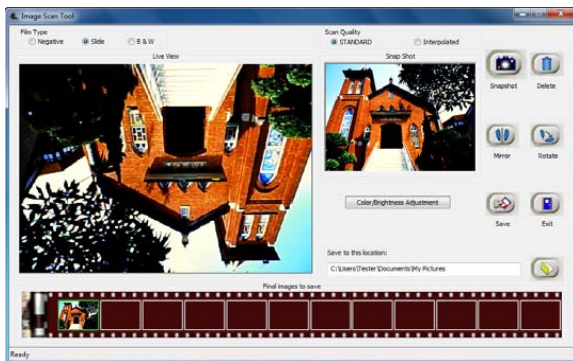 Image Scan Tool
Film Type
Negative
Slide
B & W
Scan Quality
STANDARD
Interpolated
Live View
Snap Shot
Snapshot
Delete
Mirror
Rotate
Color/Brightness Adjustment
Save
Exit
Save to this location:
C:\Users\Tester\Documents\My Pictures
Final images to save
Ready